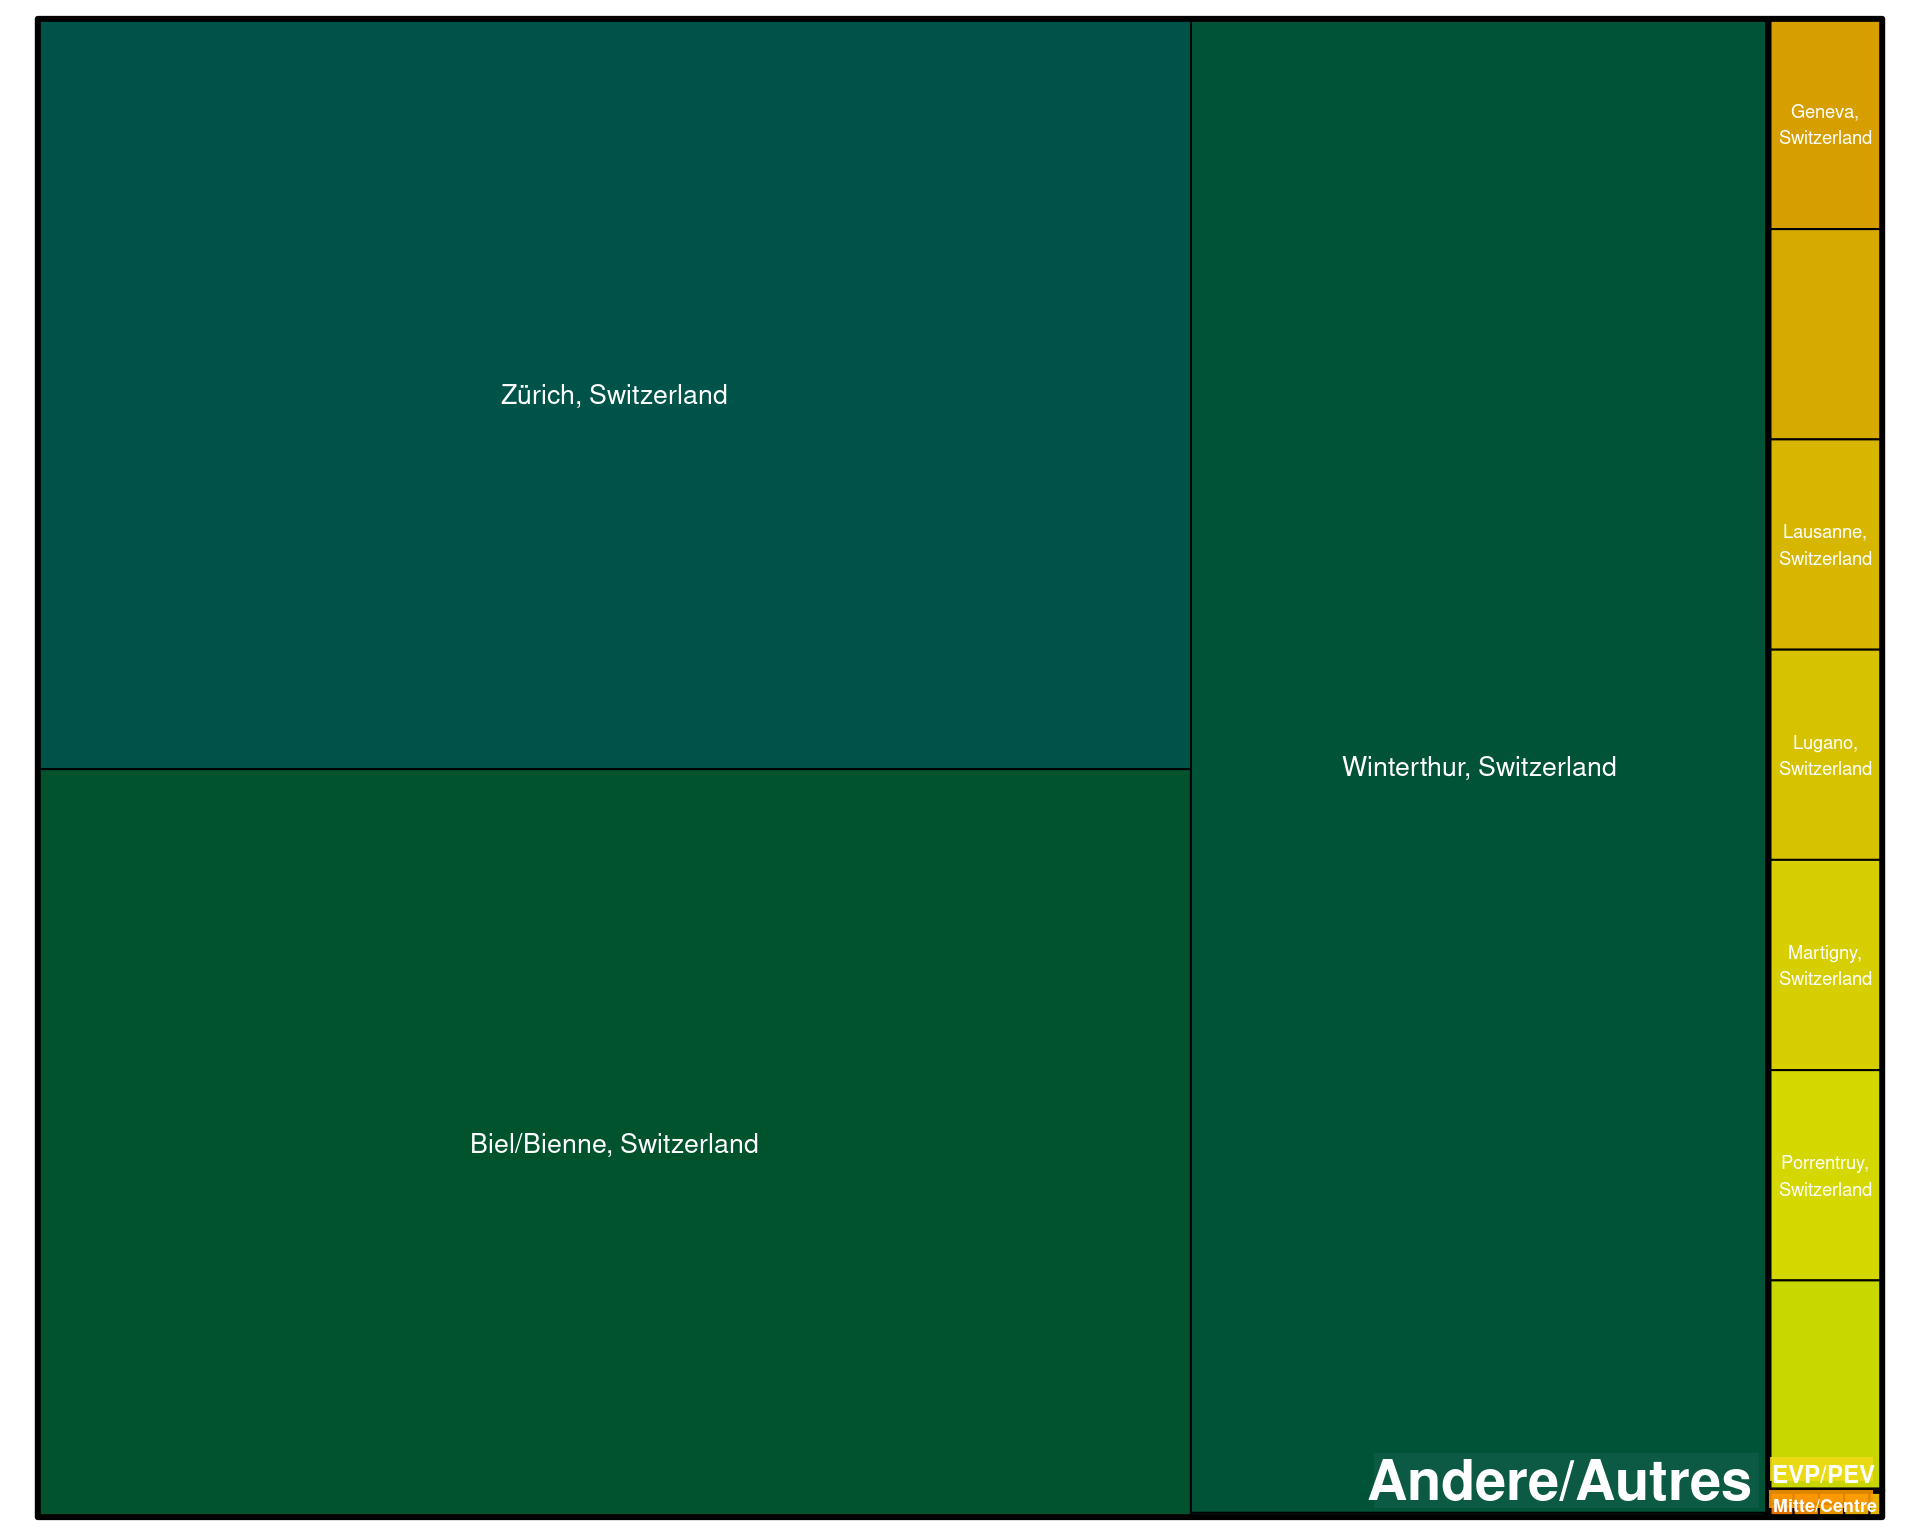 Zürich, Switzerland
Biel/Bienne, Switzerland
Winterthur, Switzerland
Andere/Autres
Geneva,
Switzerland
Lausanne,
Switzerland
Lugano,
Switzerland
Martigny,
Switzerland
Porrentruy,
Switzerland
EVP/PEV
Mitte/Centre